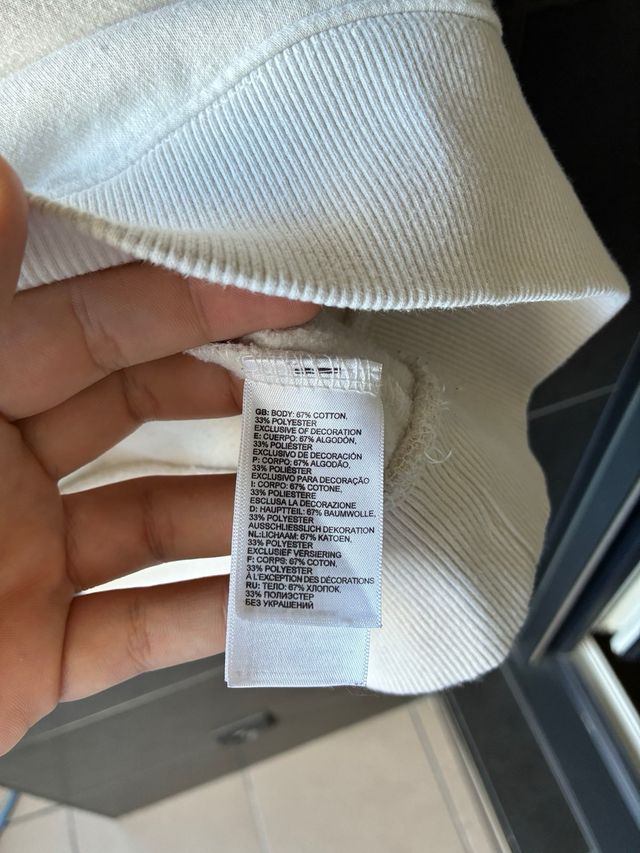 GB: BODY: 67% COTTON,
33% POLYESTER
EXCLUSIVE OF DECORATION
E: CUERPO: 67% ALGODÓN,
33% POLIÉSTER
EXCLUSIVO DE DECORACIÓN
P: CORPO: 67% ALGODÃO,
33% POLIÉSTER
EXCLUSIVO PARA DECORAÇÃO
I: CORPO: 67% COTONE,
33% POLIESTERE
ESCLUSA LA DECORAZIONE
D: HAUPTTEIL: 67% BAUMWOLLE,
33% POLYESTER
AUSSCHLIESSLICH DEKORATION
NL:LICHAAM: 67% KATOEN,
33% POLYESTER
EXCLUSIEF VERSIERING
F: CORPS: 67% COTON.
33% POLYESTER
À L'EXCEPTION DES DÉCORATIONS
RU: ТЕЛО: 67% ХЛОПОК.
33% ПОЛИЭСТЕР
БЕЗ УКРАШЕНИЙ